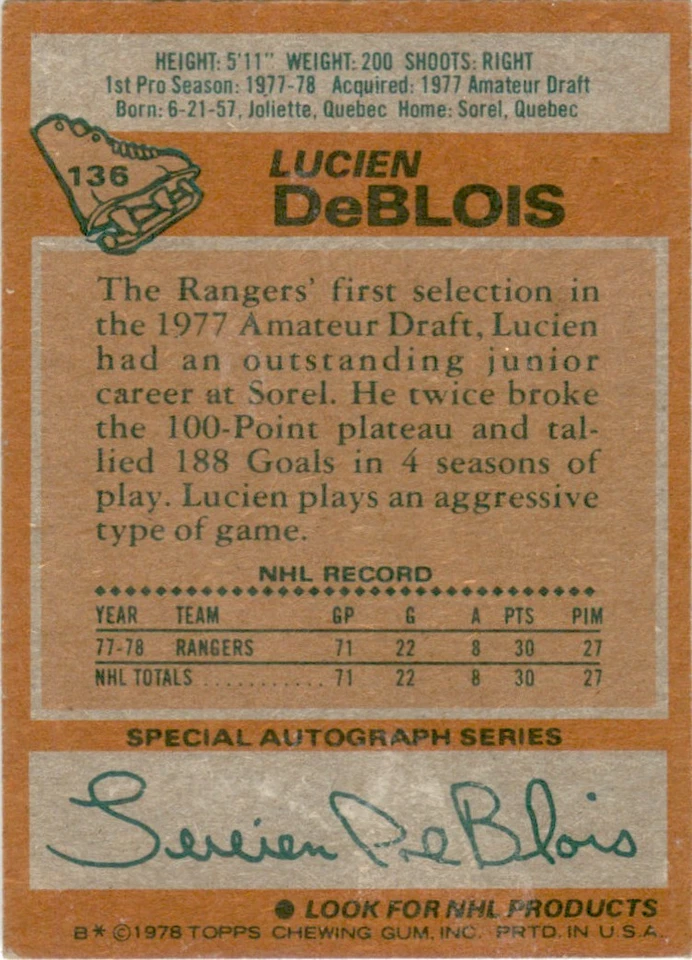 HEIGHT: 5'11" WEIGHT: 200 SHOOTS: RIGHT
1st Pro Season: 1977-78 Acquired: 1977 Amateur Draft
Born: 6-21-57, Joliette, Quebec Home: Sorel, Quebec
136
LUCIEN
DeBLOIS
The Rangers' first selection in
the 1977 Amateur Draft, Lucien
had an outstanding junior
career at Sorel. He twice broke
the 100-Point plateau and tal-
lied 188 Goals in 4 seasons of
play. Lucien plays an aggressive
type of game.
NHL RECORD
YEAR TEAM GP G A PTS PIM
77-78 RANGERS 71 22 8 30 27
NHL TOTALS ............ 71 22 8 30 27
SPECIAL AUTOGRAPH SERIES
Lucien DeBlois
● LOOK FOR NHL PRODUCTS
B* ©1978 TOPPS CHEWING GUM, INC. PRTD. IN U.S.A.